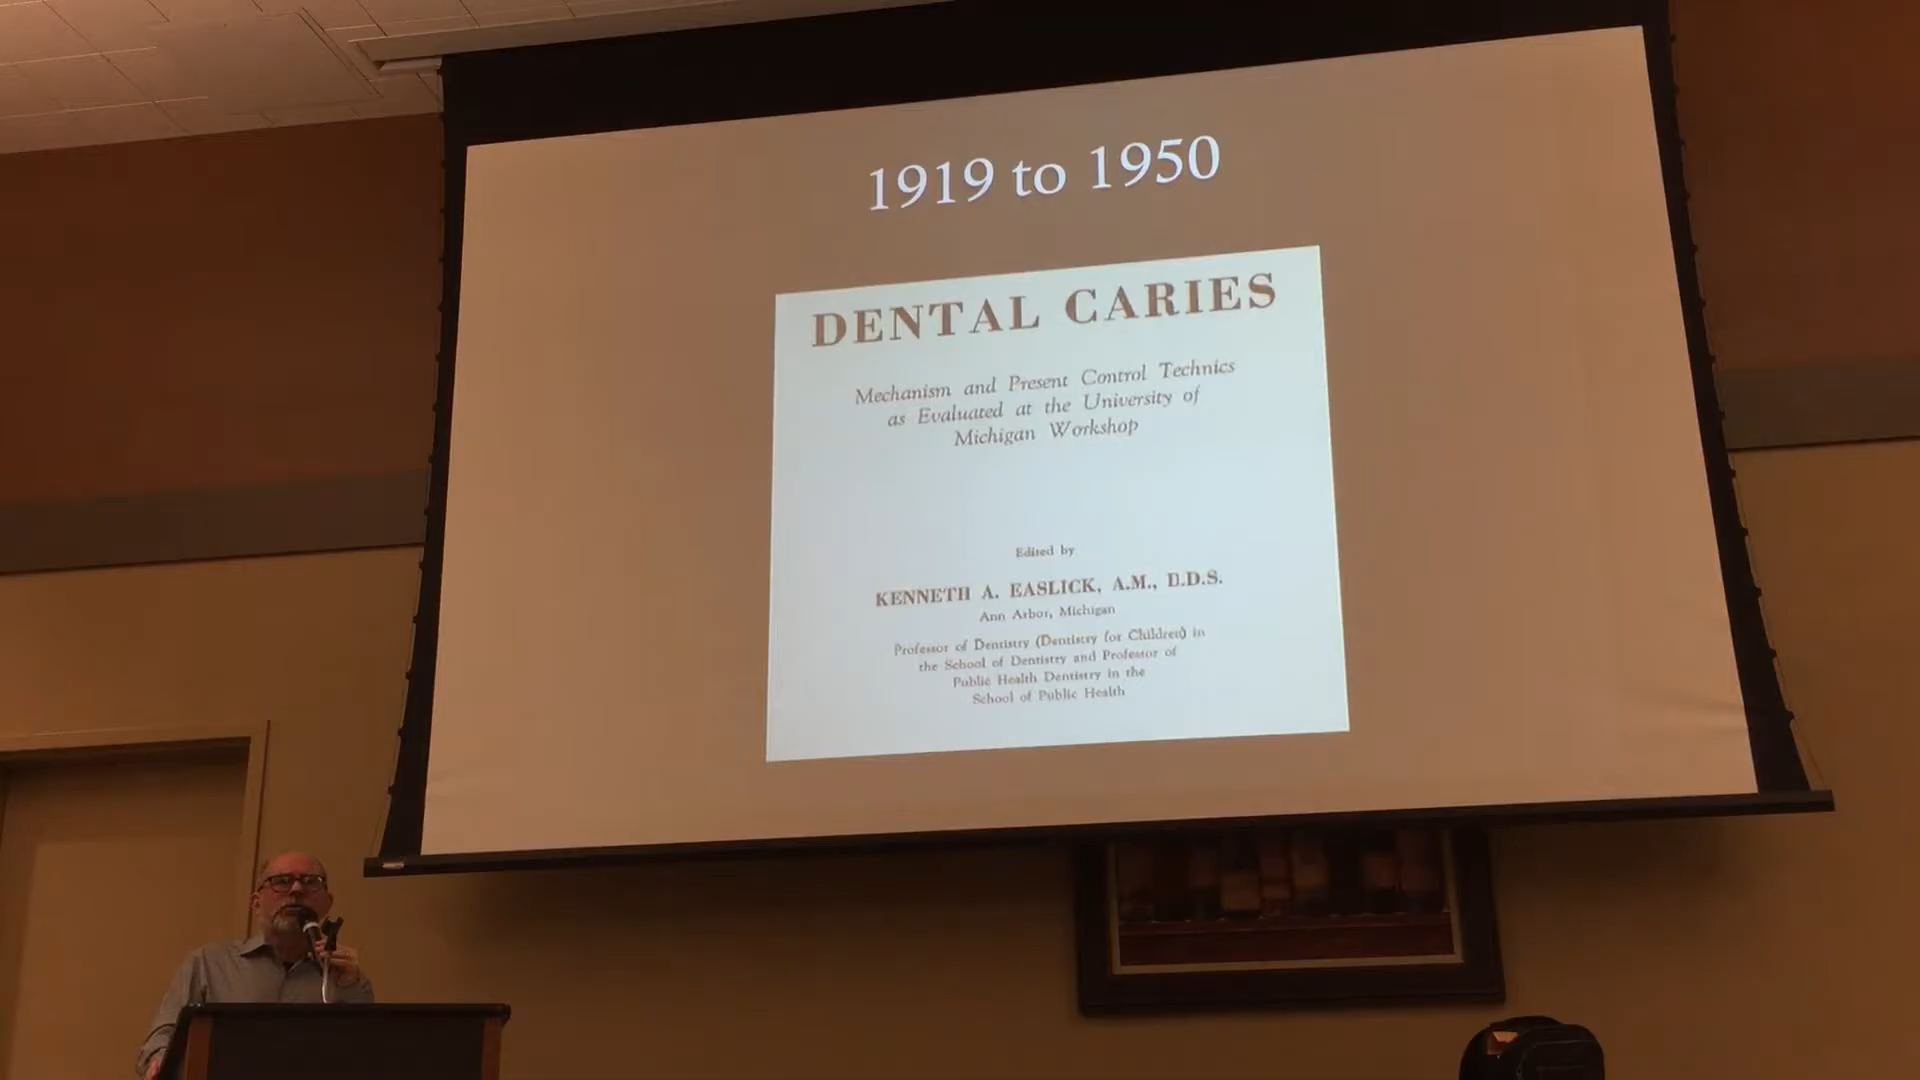 1919 to 1950
DENTAL CARIES
Mechanism and Present Control Technics
as Evaluated at the University of
Michigan Workshop
Edited by
KENNETH A. EASLICK, A.M., D.D.S.
Ann Arbor, Michigan
Professor of Dentistry (Dentistry for Children) in
the School of Dentistry and Professor of
Public Health Dentistry in the
School of Public Health